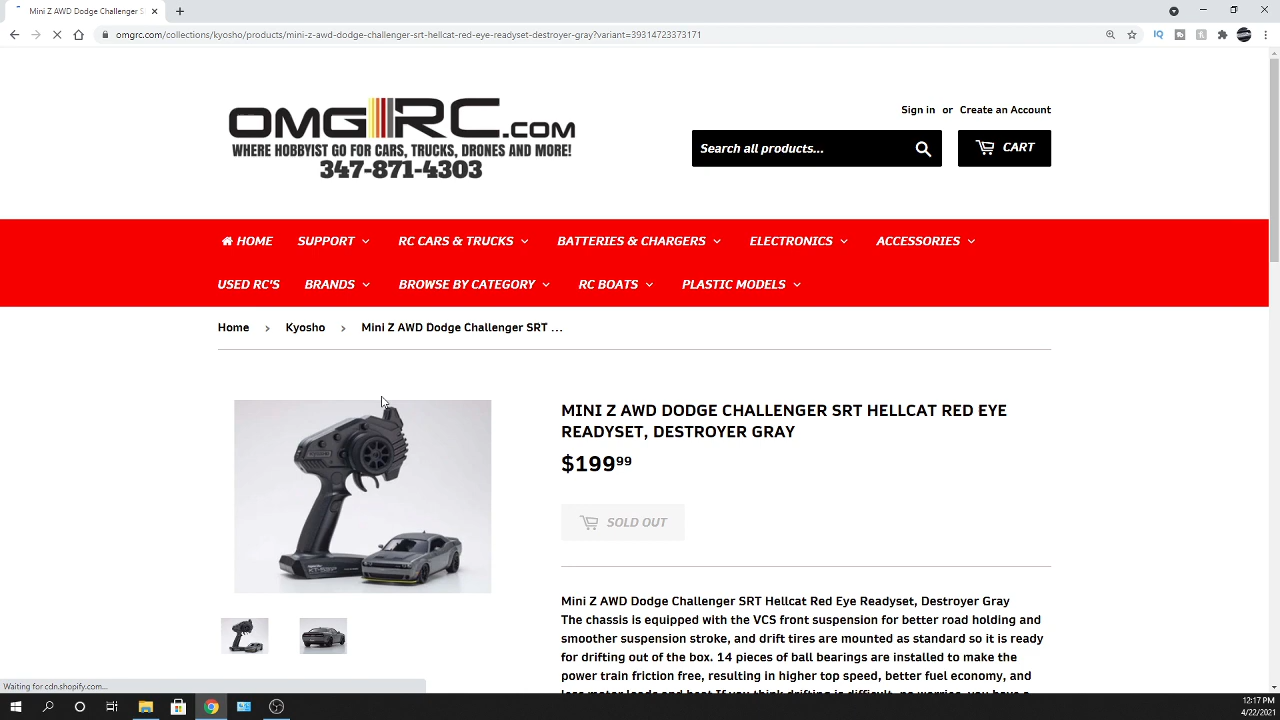 Mini Z AWD Dodge Challenger S
omgrc.com/collections/kyosho/products/mini-z-awd-dodge-challenger-srt-hellcat-red-eye-readyset-destroyer-gray?variant=39314723373171
IQ
OMGRC.COM
WHERE HOBBYIST GO FOR CARS, TRUCKS, DRONES AND MORE!
347-871-4303
Sign in or Create an Account
Search all products...
CART
HOME SUPPORT RC CARS & TRUCKS BATTERIES & CHARGERS ELECTRONICS ACCESSORIES
USED RC'S BRANDS BROWSE BY CATEGORY RC BOATS PLASTIC MODELS
Home › Kyosho › Mini Z AWD Dodge Challenger SRT ...
MINI Z AWD DODGE CHALLENGER SRT HELLCAT RED EYE
READYSET, DESTROYER GRAY
$199⁹⁹
SOLD OUT
Mini Z AWD Dodge Challenger SRT Hellcat Red Eye Readyset, Destroyer Gray
The chassis is equipped with the VCS front suspension for better road holding and
smoother suspension stroke, and drift tires are mounted as standard so it is ready
for drifting out of the box. 14 pieces of ball bearings are installed to make the
power train friction free, resulting in higher top speed, better fuel economy, and
Waiting for cdn.shopify.com...
12:17 PM
4/22/2021